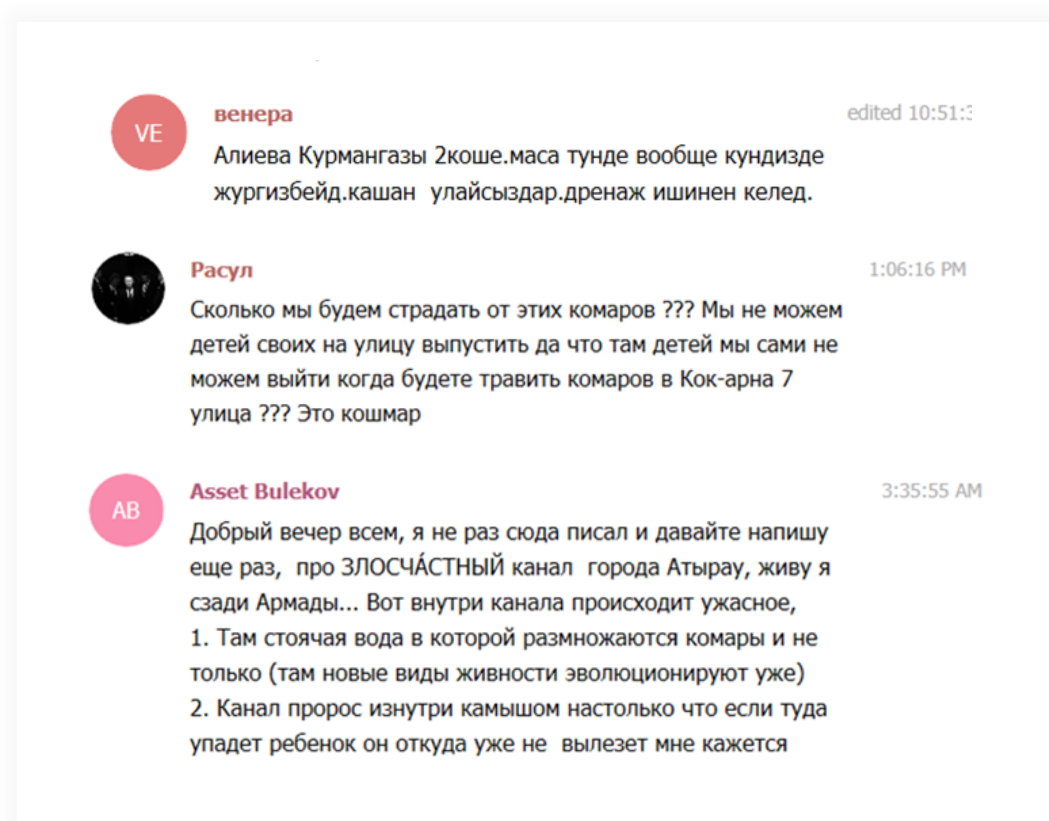 VE
венера
edited 10:51:3
Алиева Курмангазы 2коше.маса тунде вообще кундизде
жургизбейд.кашан улайсыздар.дренаж ишинен келед.
Расул
1:06:16 PM
Сколько мы будем страдать от этих комаров ??? Мы не можем
детей своих на улицу выпустить да что там детей мы сами не
можем выйти когда будете травить комаров в Кок-арна 7
улица ??? Это кошмар
AB
Asset Bulekov
3:35:55 AM
Добрый вечер всем, я не раз сюда писал и давайте напишу
еще раз, про ЗЛОСЧА́СТНЫЙ канал города Атырау, живу я
сзади Армады... Вот внутри канала происходит ужасное,
1. Там стоячая вода в которой размножаются комары и не
только (там новые виды живности эволюционируют уже)
2. Канал пророс изнутри камышом настолько что если туда
упадет ребенок он откуда уже не вылезет мне кажется